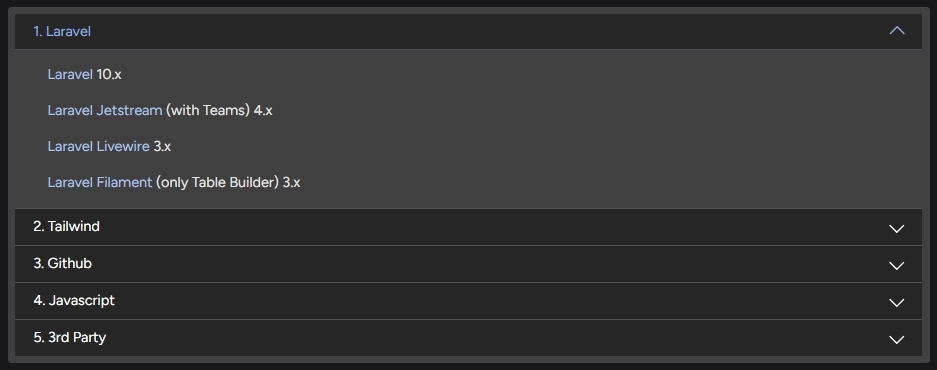 1. Laravel
Laravel 10.x
Laravel Jetstream (with Teams) 4.x
Laravel Livewire 3.x
Laravel Filament (only Table Builder) 3.x
2. Tailwind
3. Github
4. Javascript
5. 3rd Party